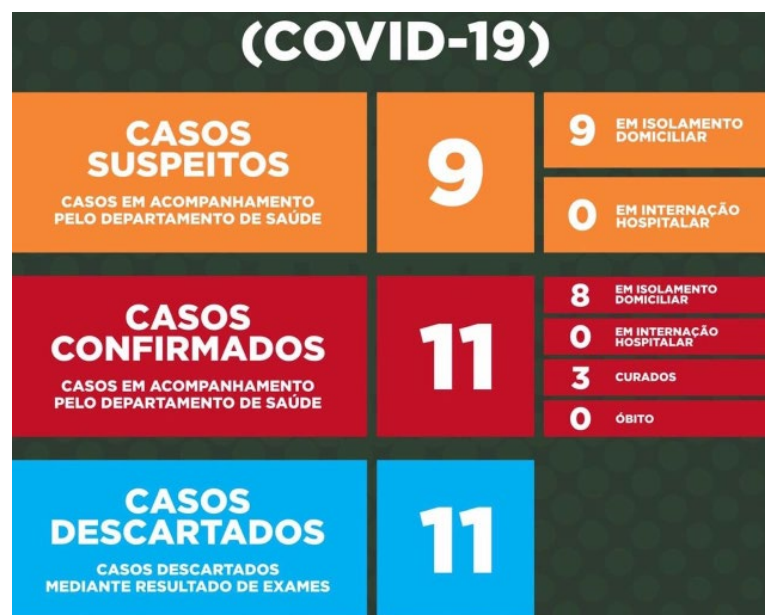 (COVID-19)
CASOS
SUSPEITOS
CASOS EM ACOMPANHAMENTO
PELO DEPARTAMENTO DE SAÚDE
9
9 EM ISOLAMENTO
DOMICILIAR
0 EM INTERNAÇÃO
HOSPITALAR
CASOS
CONFIRMADOS
CASOS EM ACOMPANHAMENTO
PELO DEPARTAMENTO DE SAÚDE
11
8 EM ISOLAMENTO
DOMICILIAR
0 EM INTERNAÇÃO
HOSPITALAR
3 CURADOS
0 ÓBITO
CASOS
DESCARTADOS
CASOS DESCARTADOS
MEDIANTE RESULTADO DE EXAMES
11